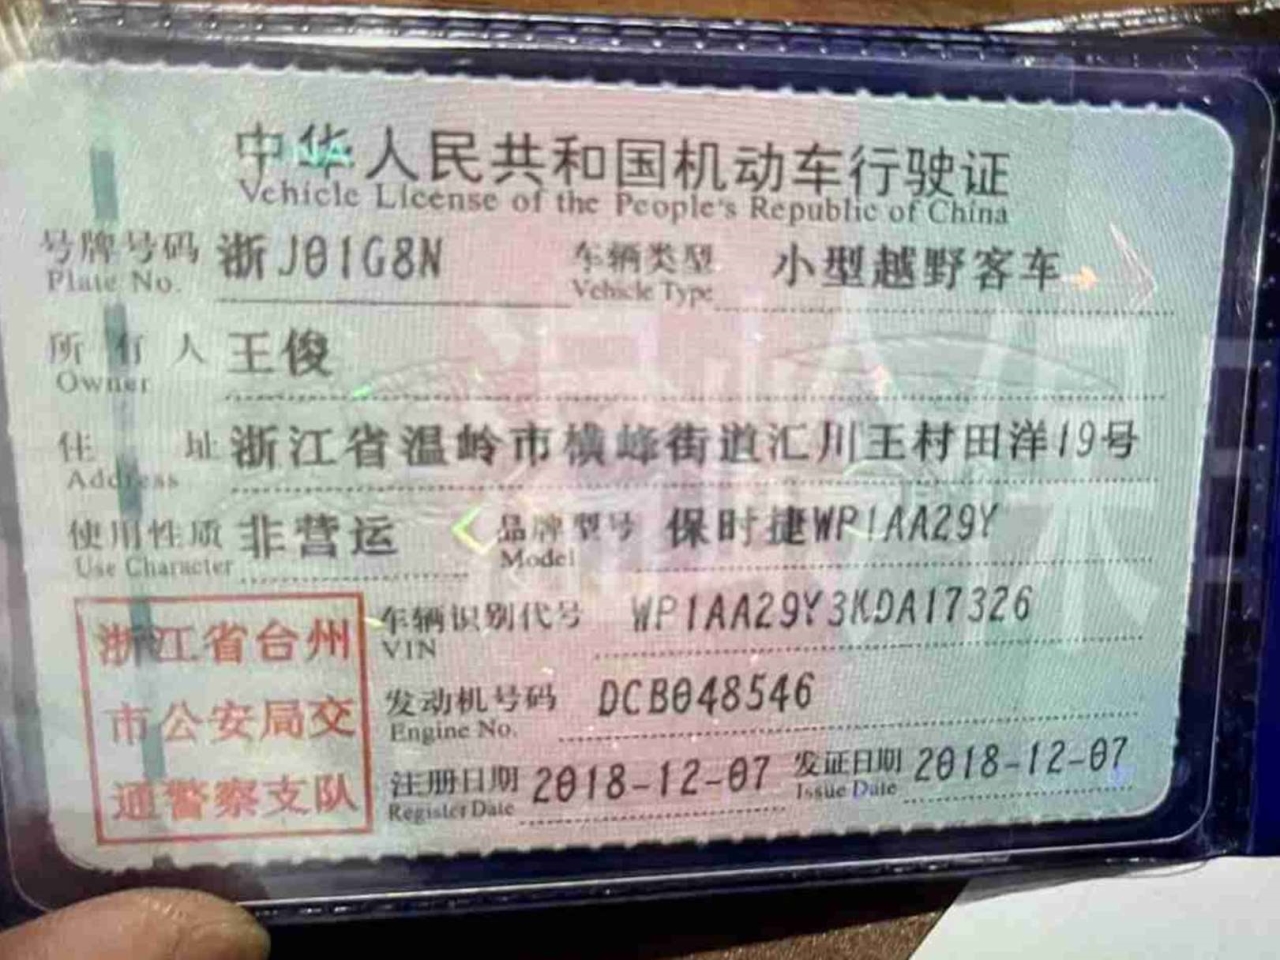 中华人民共和国机动车行驶证
Vehicle License of the People's Republic of China
号牌号码 浙J01G8N 车辆类型 小型越野客车
Plate No. Vehicle Type
所有人 王俊
Owner
住址 浙江省温岭市横峰街道汇川王村田洋19号
Address
使用性质 非营运 品牌型号 保时捷WP1AA29Y
Use Character Model
浙江省台州
市公安局交
通警察支队
车辆识别代号 WP1AA29Y3KDA17326
VIN
发动机号码 DCB048546
Engine No.
注册日期 2018-12-07 发证日期 2018-12-07
Register Date Issue Date